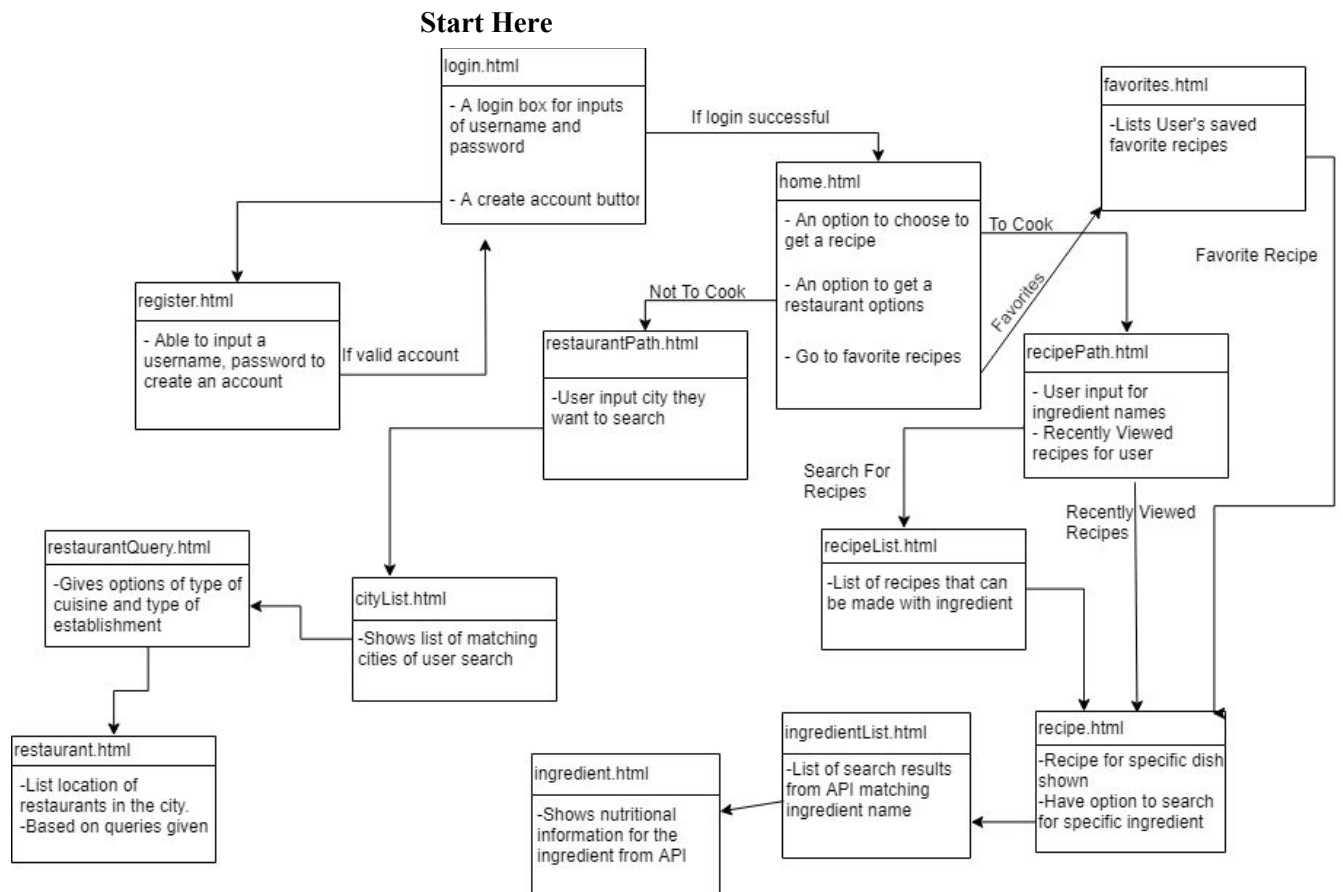 Start Here
login.html
- A login box for inputs
of username and
password
- A create account buttor
If login successful
favorites.html
-Lists User's saved
favorite recipes
home.html
- An option to choose to
get a recipe
- An option to get a
restaurant options
- Go to favorite recipes
To Cook
Favorites
Favorite Recipe
Not To Cook
register.html
- Able to input a
username, password to
create an account
If valid account
restaurantPath.html
-User input city they
want to search
recipePath.html
- User input for
ingredient names
- Recently Viewed
recipes for user
Search For
Recipes
Recently Viewed
Recipes
restaurantQuery.html
-Gives options of type of
cuisine and type of
establishment
cityList.html
-Shows list of matching
cities of user search
recipeList.html
-List of recipes that can
be made with ingredient
restaurant.html
-List location of
restaurants in the city.
-Based on queries given
ingredient.html
-Shows nutritional
information for the
ingredient from API
ingredientList.html
-List of search results
from API matching
ingredient name
recipe.html
-Recipe for specific dish
shown
-Have option to search
for specific ingredient